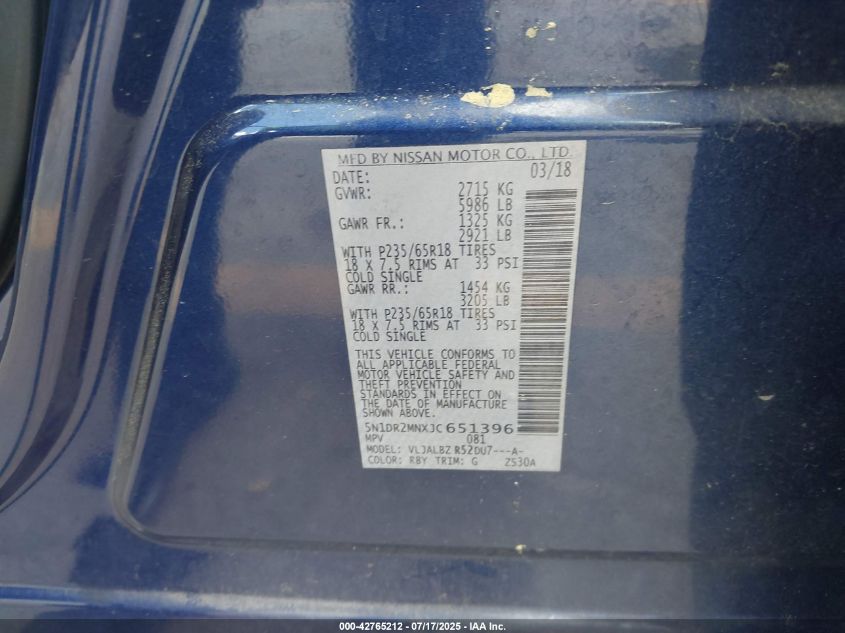 MFD BY NISSAN MOTOR CO., LTD.
DATE: 03/18
GVWR: 2715 KG
5986 LB
GAWR FR.: 1325 KG
2921 LB
WITH P235/65R18 TIRES
18 X 7.5 RIMS AT 33 PSI
COLD SINGLE
GAWR RR.: 1454 KG
3205 LB
WITH P235/65R18 TIRES
18 X 7.5 RIMS AT 33 PSI
COLD SINGLE
THIS VEHICLE CONFORMS TO
ALL APPLICABLE FEDERAL
MOTOR VEHICLE SAFETY AND
THEFT PREVENTION
STANDARDS IN EFFECT ON
THE DATE OF MANUFACTURE
SHOWN ABOVE.
5N1DR2MNXJC651396
MPV 081
MODEL: VLJALBZ R52DU7---A-
COLOR: RBY TRIM: G ZS30A
000-42765212 - 07/17/2025 - IAA Inc.